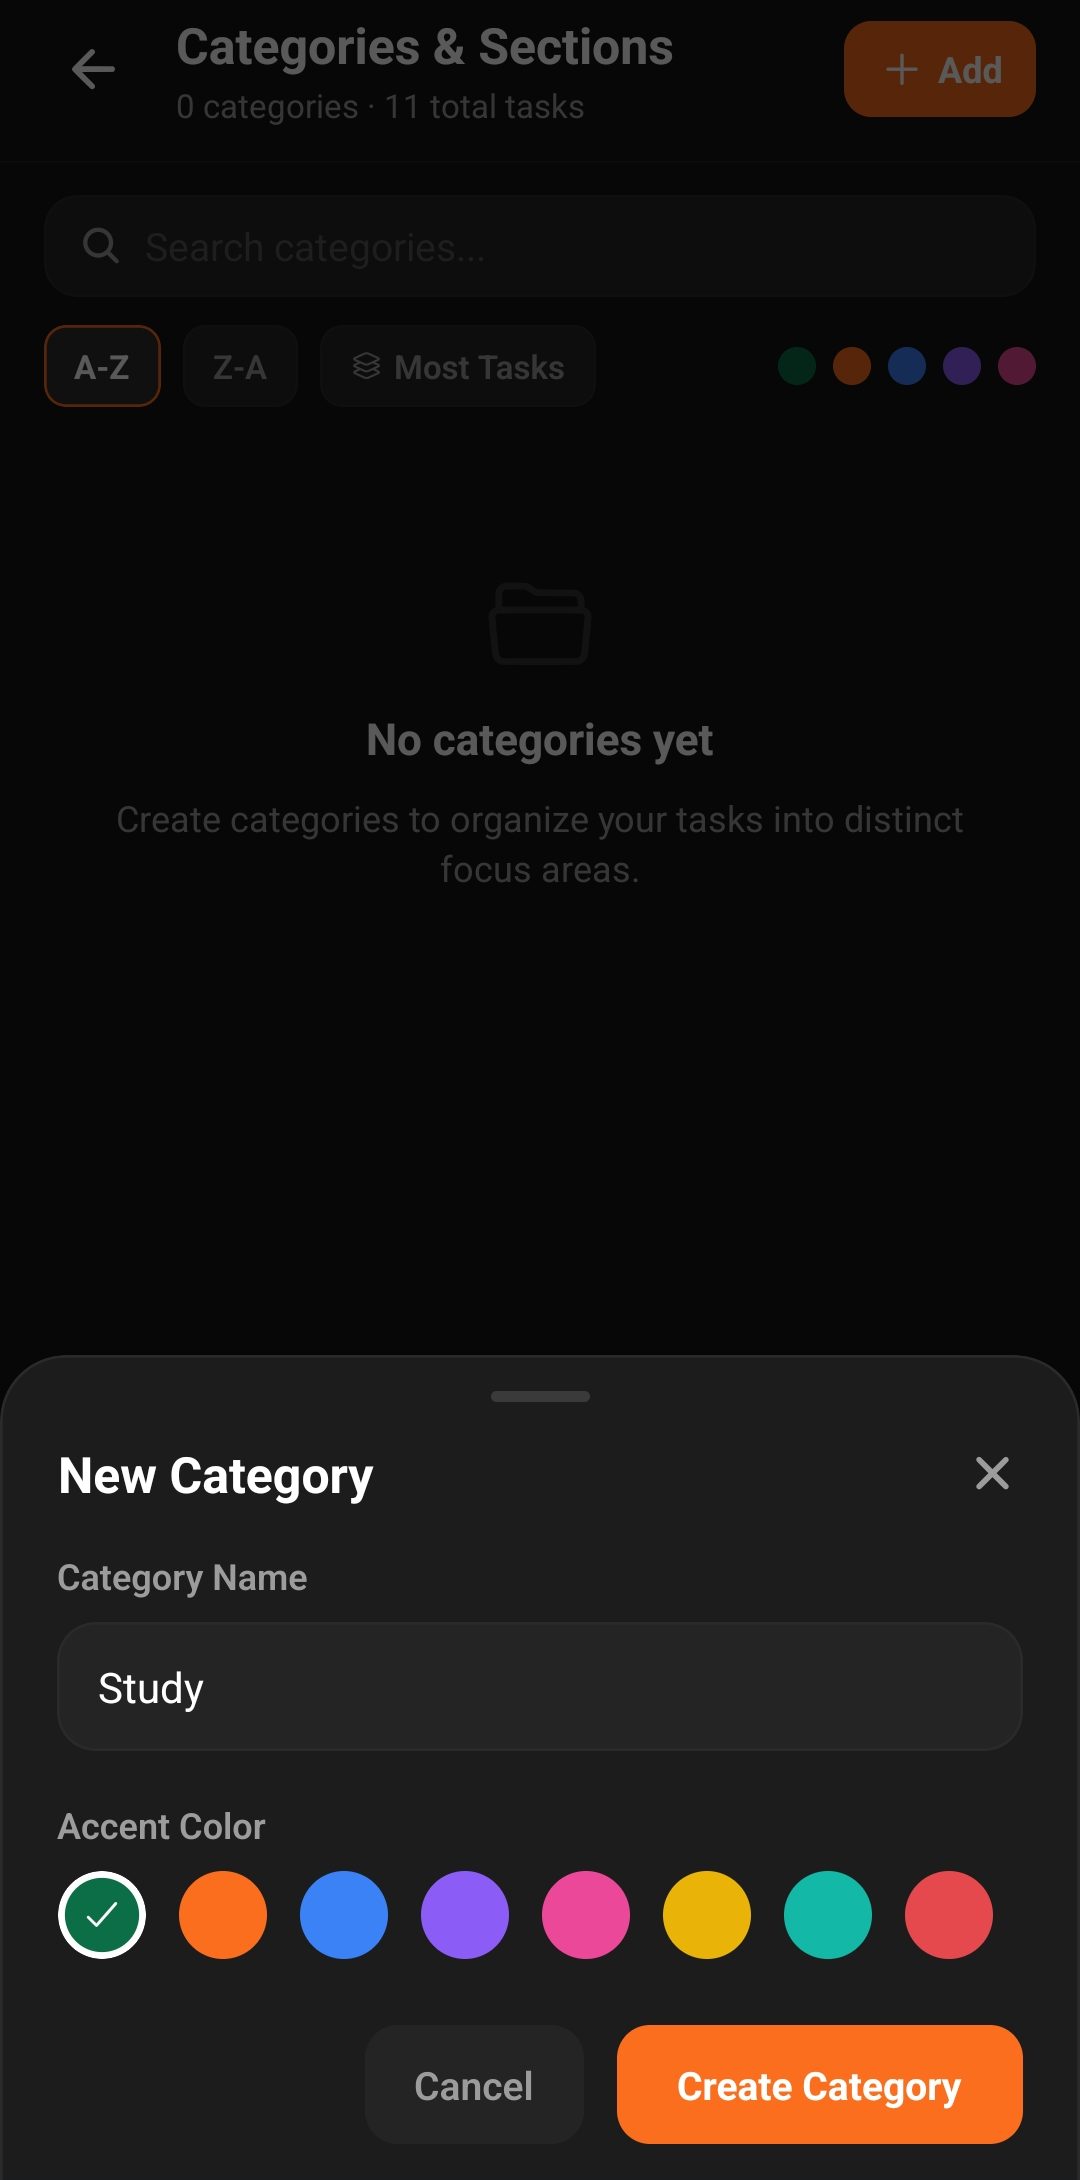 Categories & Sections
0 categories · 11 total tasks
Add
Search categories...
A-Z
Z-A
Most Tasks
No categories yet
Create categories to organize your tasks into distinct
focus areas.
New Category
Category Name
Study
Accent Color
Cancel
Create Category